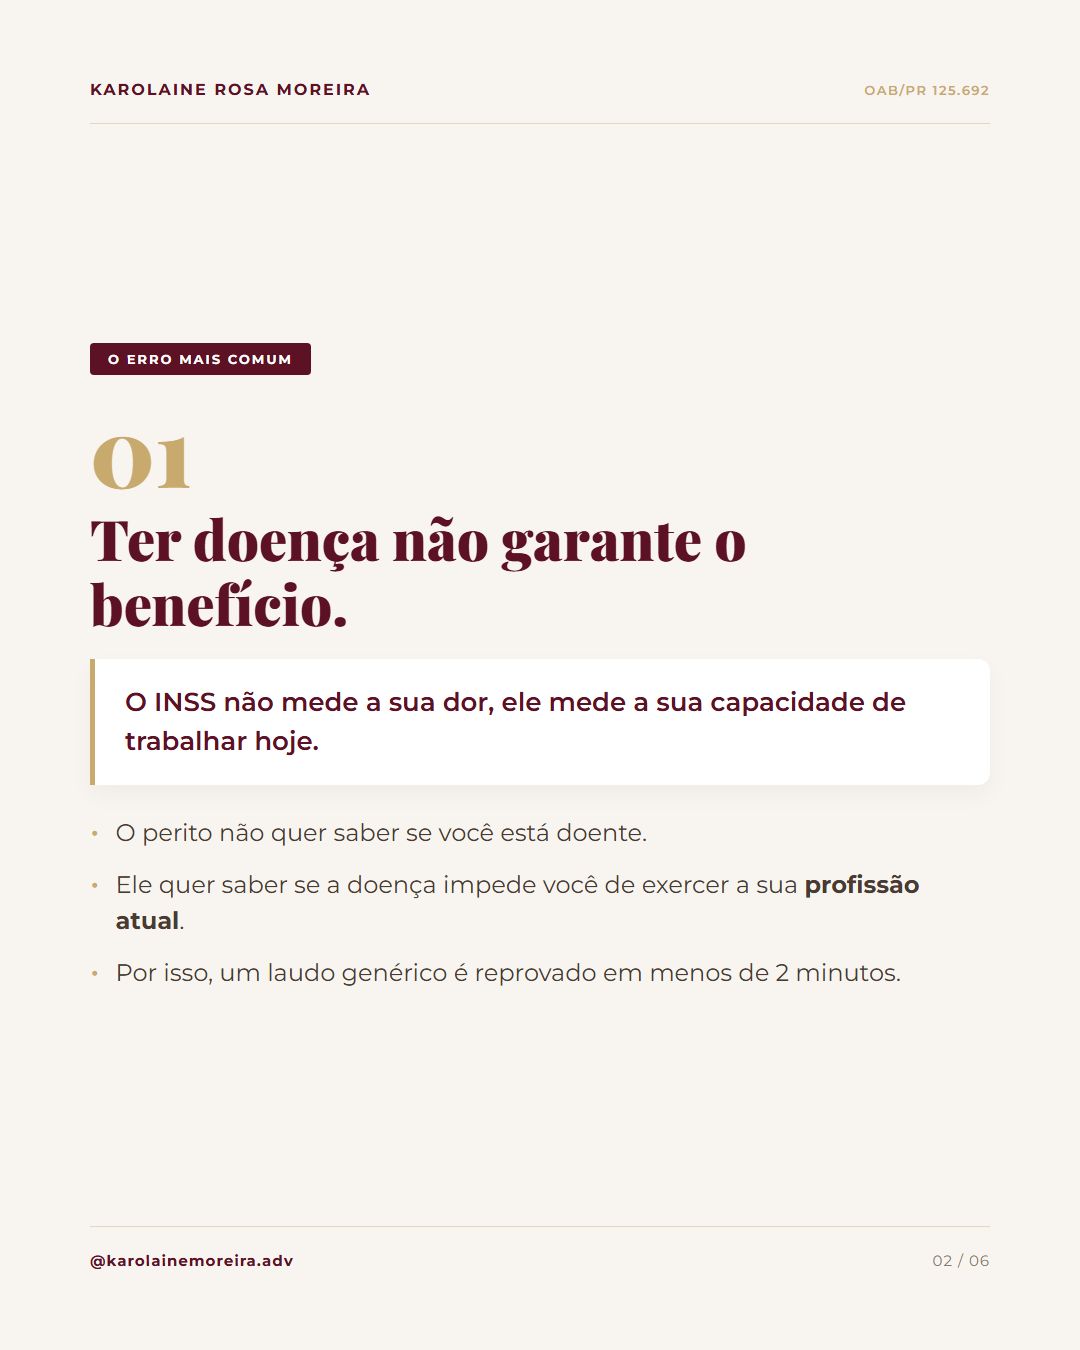 KAROLAINE ROSA MOREIRA
OAB/PR 125.692
O ERRO MAIS COMUM
01
Ter doença não garante o
benefício.
O INSS não mede a sua dor, ele mede a sua capacidade de
trabalhar hoje.
• O perito não quer saber se você está doente.
• Ele quer saber se a doença impede você de exercer a sua profissão
atual.
• Por isso, um laudo genérico é reprovado em menos de 2 minutos.
@karolainemoreira.adv
02 / 06